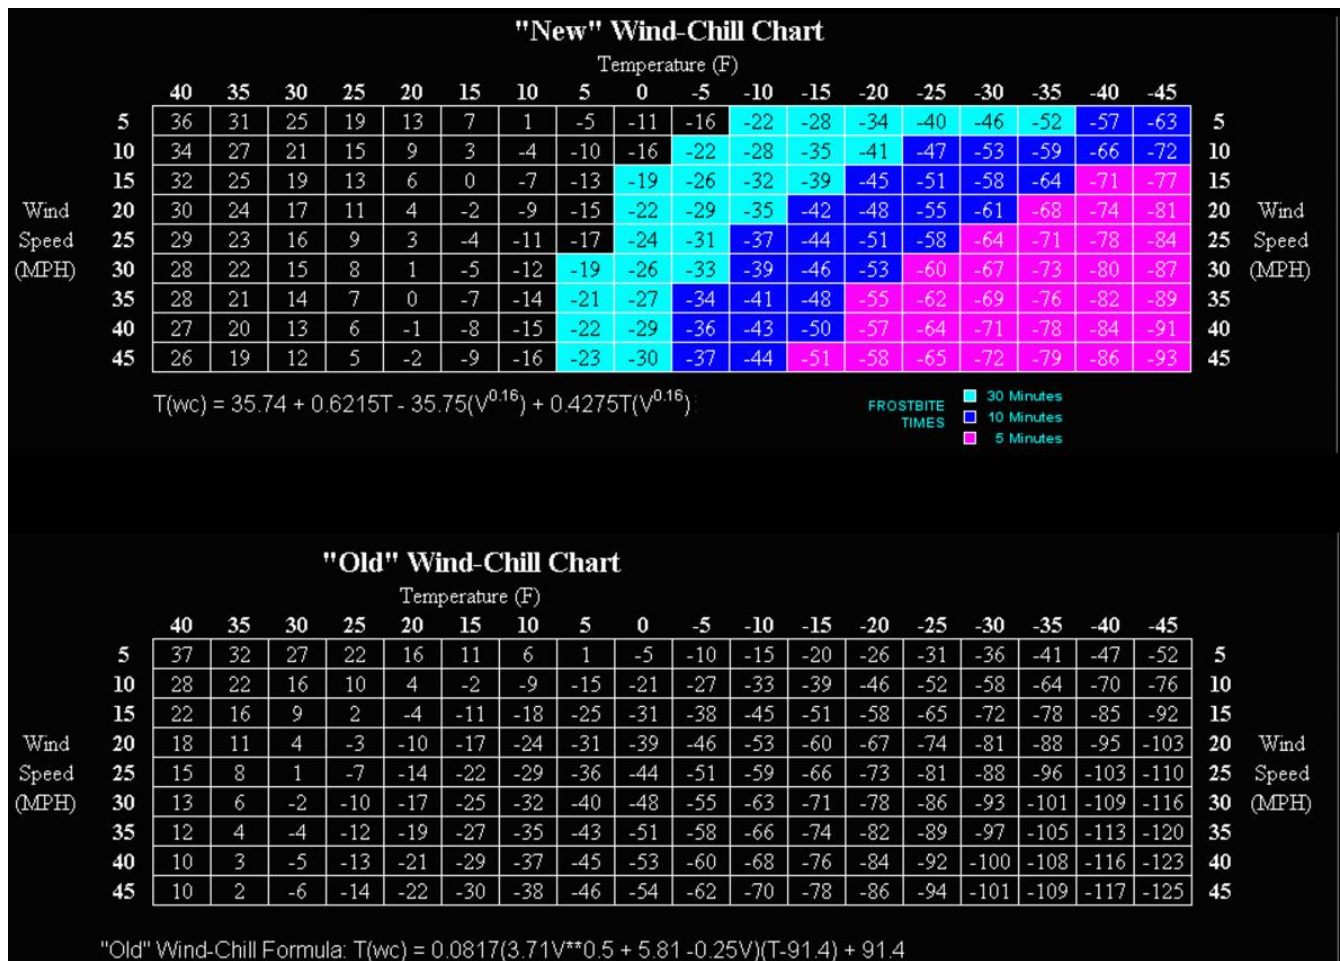 "New" Wind-Chill Chart
Temperature (F)
40 35 30 25 20 15 10 5 0 -5 -10 -15 -20 -25 -30 -35 -40 -45
5 36 31 25 19 13 7 1 -5 -11 -16 -22 -28 -34 -40 -46 -52 -57 -63 5
10 34 27 21 15 9 3 -4 -10 -16 -22 -28 -35 -41 -47 -53 -59 -66 -72 10
15 32 25 19 13 6 0 -7 -13 -19 -26 -32 -39 -45 -51 -58 -64 -71 -77 15
Wind 20 30 24 17 11 4 -2 -9 -15 -22 -29 -35 -42 -48 -55 -61 -68 -74 -81 20 Wind
Speed 25 29 23 16 9 3 -4 -11 -17 -24 -31 -37 -44 -51 -58 -64 -71 -78 -84 25 Speed
(MPH) 30 28 22 15 8 1 -5 -12 -19 -26 -33 -39 -46 -53 -60 -67 -73 -80 -87 30 (MPH)
35 28 21 14 7 0 -7 -14 -21 -27 -34 -41 -48 -55 -62 -69 -76 -82 -89 35
40 27 20 13 6 -1 -8 -15 -22 -29 -36 -43 -50 -57 -64 -71 -78 -84 -91 40
45 26 19 12 5 -2 -9 -16 -23 -30 -37 -44 -51 -58 -65 -72 -79 -86 -93 45
T(wc) = 35.74 + 0.6215T - 35.75(V^0.16) + 0.4275T(V^0.16)
FROSTBITE TIMES
30 Minutes
10 Minutes
5 Minutes
"Old" Wind-Chill Chart
Temperature (F)
40 35 30 25 20 15 10 5 0 -5 -10 -15 -20 -25 -30 -35 -40 -45
5 37 32 27 22 16 11 6 1 -5 -10 -15 -20 -26 -31 -36 -41 -47 -52 5
10 28 22 16 10 4 -2 -9 -15 -21 -27 -33 -39 -46 -52 -58 -64 -70 -76 10
15 22 16 9 2 -4 -11 -18 -25 -31 -38 -45 -51 -58 -65 -72 -78 -85 -92 15
Wind 20 18 11 4 -3 -10 -17 -24 -31 -39 -46 -53 -60 -67 -74 -81 -88 -95 -103 20 Wind
Speed 25 15 8 1 -7 -14 -22 -29 -36 -44 -51 -59 -66 -73 -81 -88 -96 -103 -110 25 Speed
(MPH) 30 13 6 -2 -10 -17 -25 -32 -40 -48 -55 -63 -71 -78 -86 -93 -101 -109 -116 30 (MPH)
35 12 4 -4 -12 -19 -27 -35 -43 -51 -58 -66 -74 -82 -89 -97 -105 -113 -120 35
40 10 3 -5 -13 -21 -29 -37 -45 -53 -60 -68 -76 -84 -92 -100 -108 -116 -123 40
45 10 2 -6 -14 -22 -30 -38 -46 -54 -62 -70 -78 -86 -94 -101 -109 -117 -125 45
"Old" Wind-Chill Formula: T(wc) = 0.0817(3.71V**0.5 + 5.81 -0.25V)(T-91.4) + 91.4